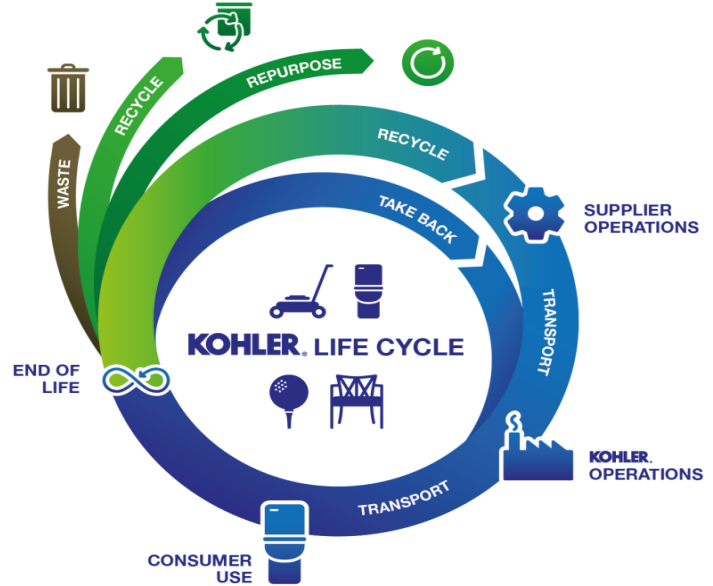 REPURPOSE
RECYCLE
WASTE
RECYCLE
TAKE BACK
SUPPLIER
OPERATIONS
TRANSPORT
KOHLER. LIFE CYCLE
END OF
LIFE
KOHLER.
OPERATIONS
TRANSPORT
CONSUMER
USE